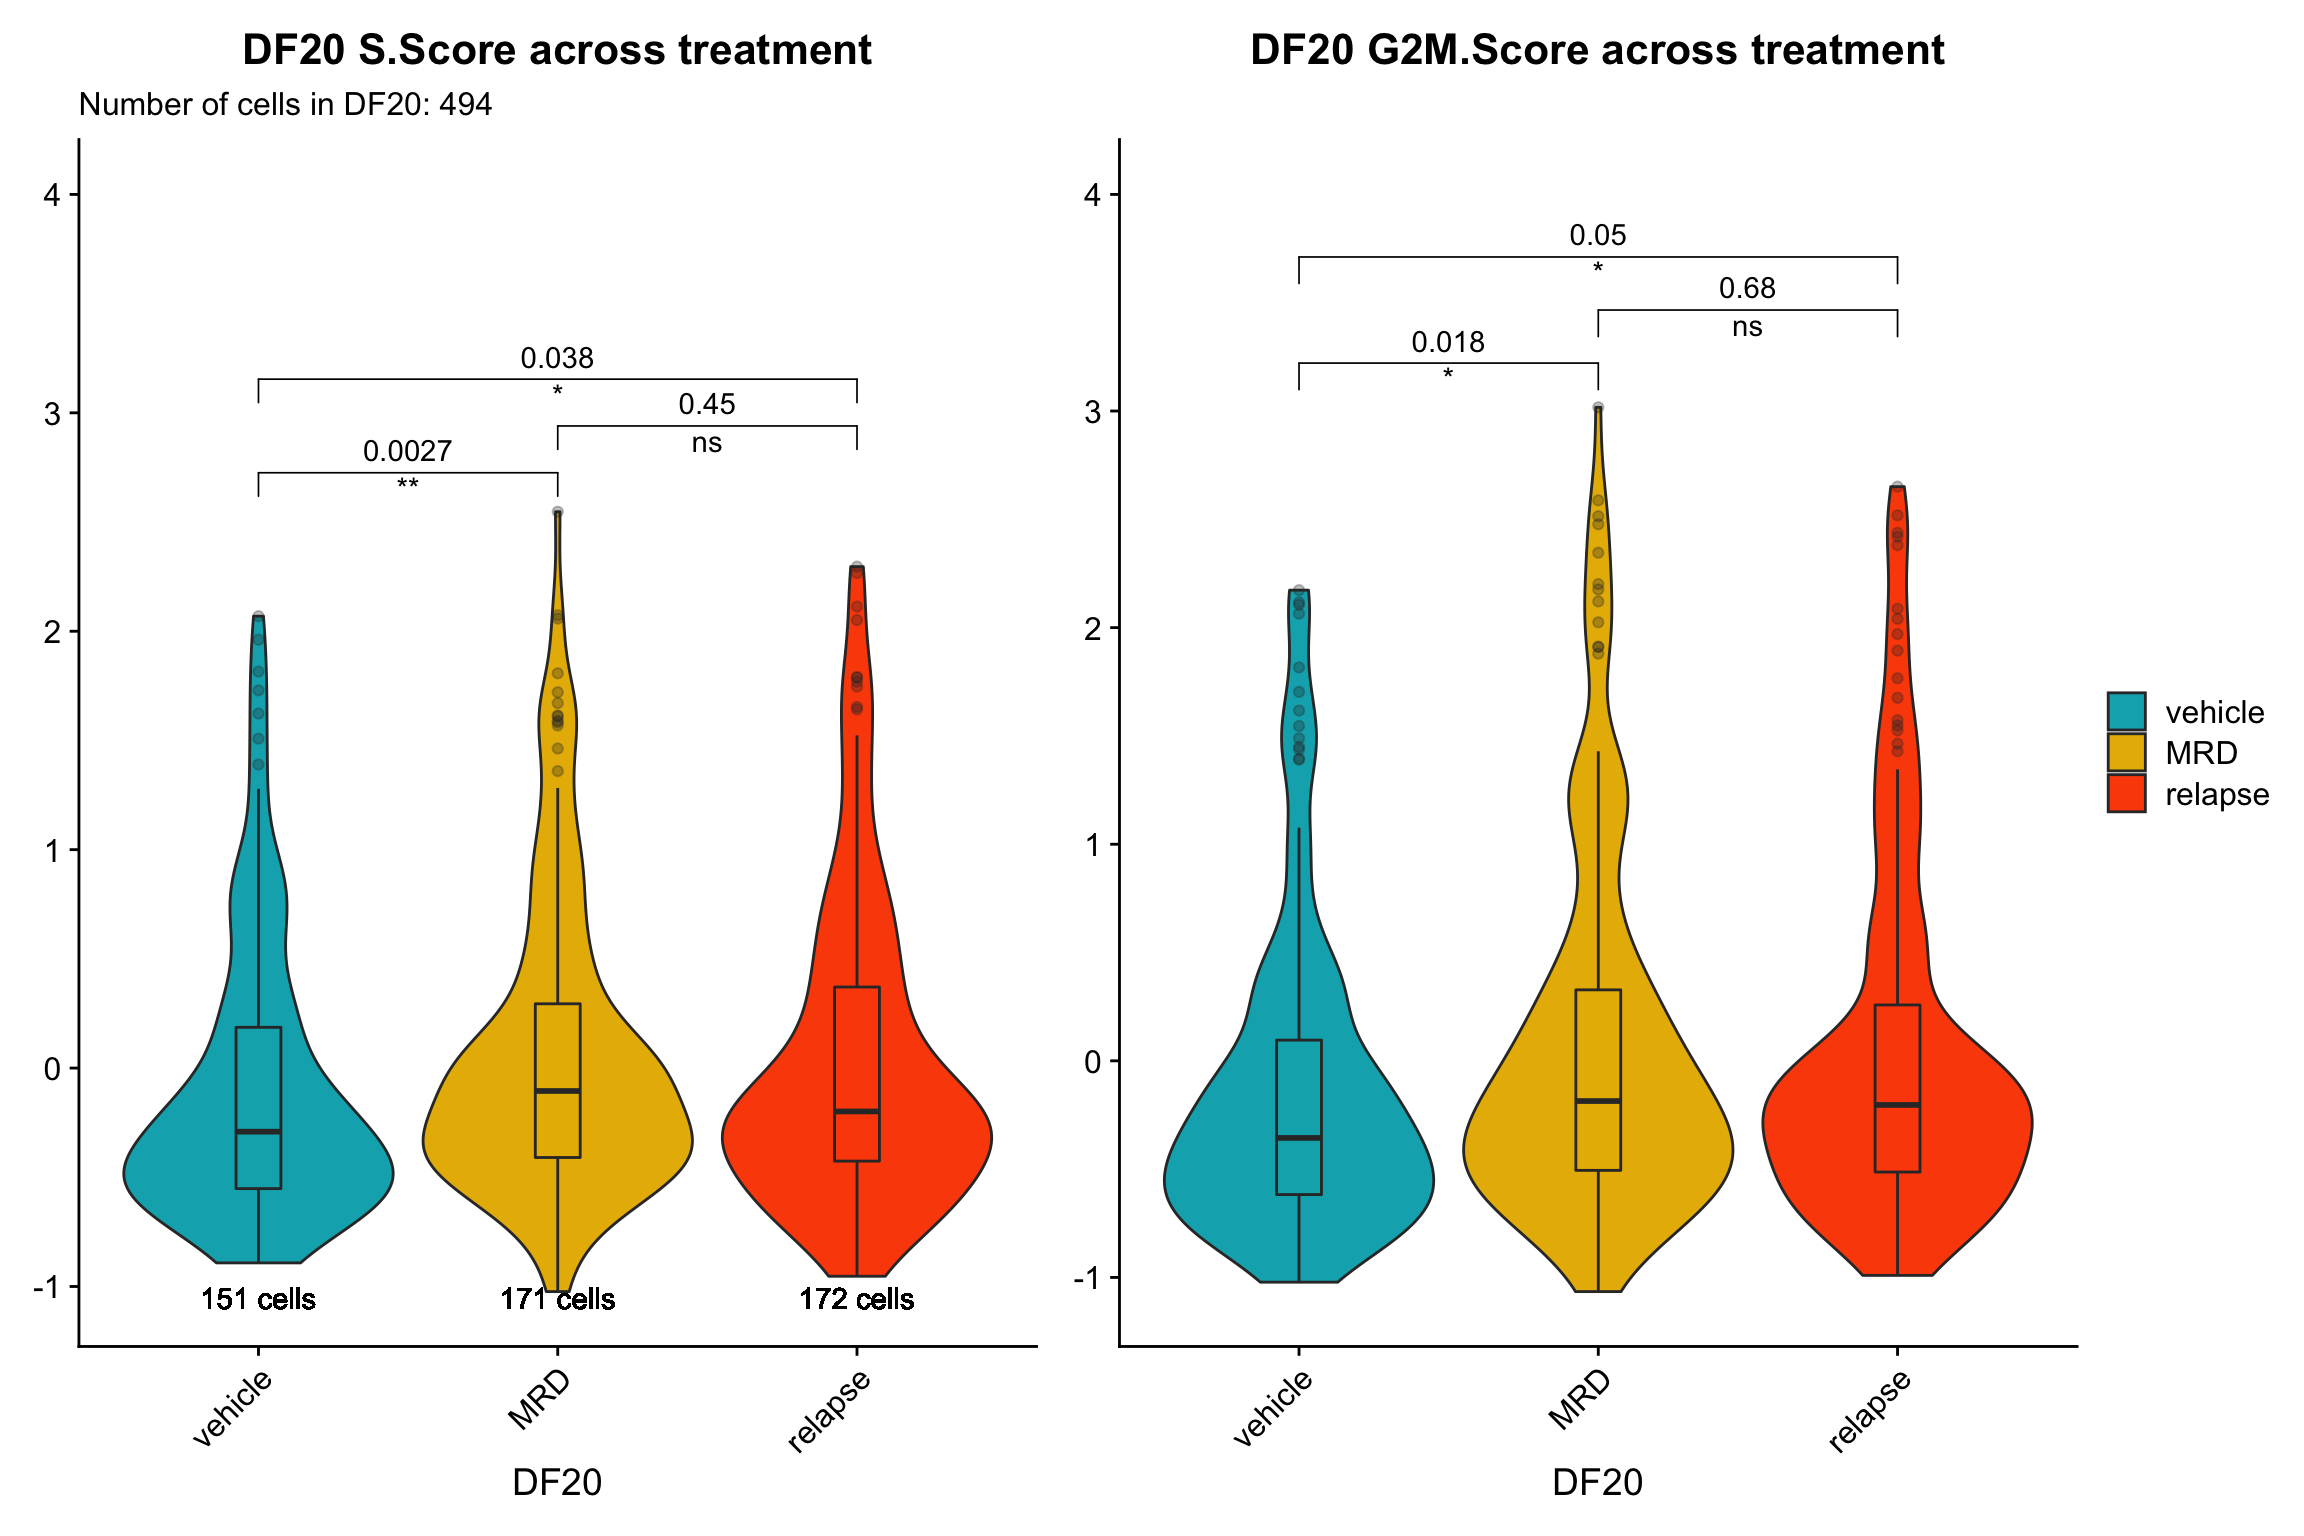 DF20 S.Score across treatment
Number of cells in DF20: 494
4
3
2
1
0
-1
0.038
*
0.45
ns
0.0027
**
151 cells
171 cells
172 cells
vehicle
MRD
relapse
DF20
DF20 G2M.Score across treatment
4
3
2
1
0
-1
0.05
*
0.68
ns
0.018
*
vehicle
MRD
relapse
DF20
vehicle
MRD
relapse